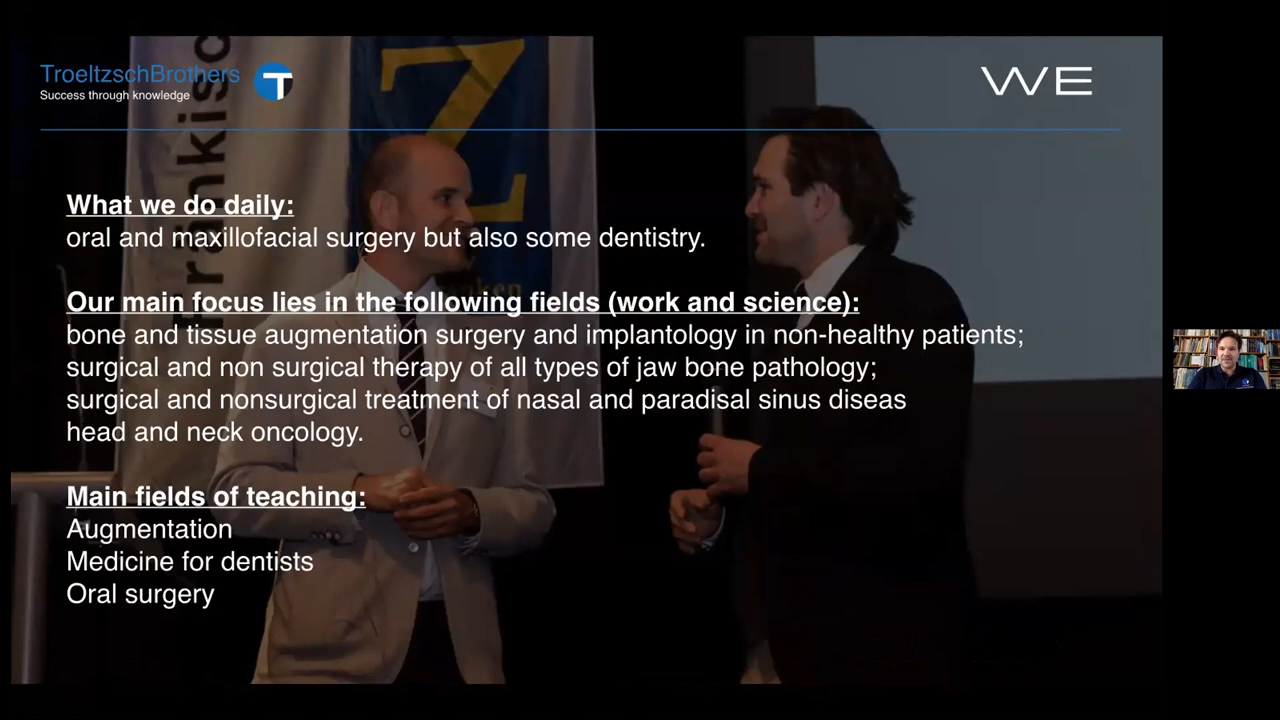 TroeltzschBrothers
Success through knowledge
T
WE
Fränkisc
Z
nken
What we do daily:
oral and maxillofacial surgery but also some dentistry.
Our main focus lies in the following fields (work and science):
bone and tissue augmentation surgery and implantology in non-healthy patients;
surgical and non surgical therapy of all types of jaw bone pathology;
surgical and nonsurgical treatment of nasal and paradisal sinus diseas
head and neck oncology.
Main fields of teaching:
Augmentation
Medicine for dentists
Oral surgery